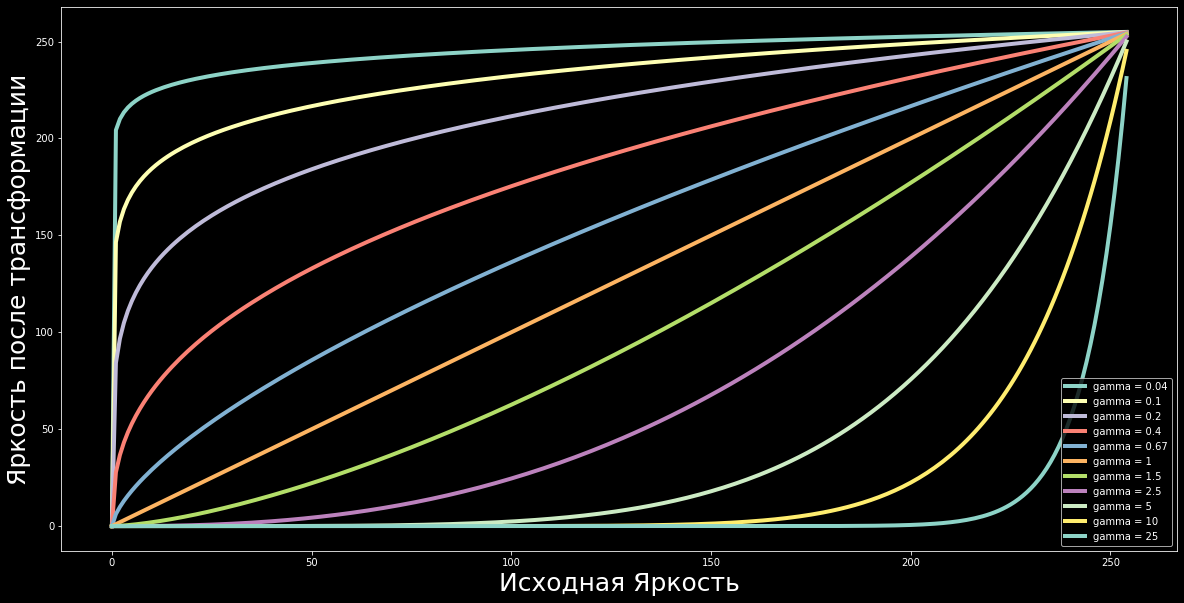 Яркость после трансформации
250
200
150
100
50
0
gamma = 0.04
gamma = 0.1
gamma = 0.2
gamma = 0.4
gamma = 0.67
gamma = 1
gamma = 1.5
gamma = 2.5
gamma = 5
gamma = 10
gamma = 25
0 50 100 150 200 250
Исходная Яркость